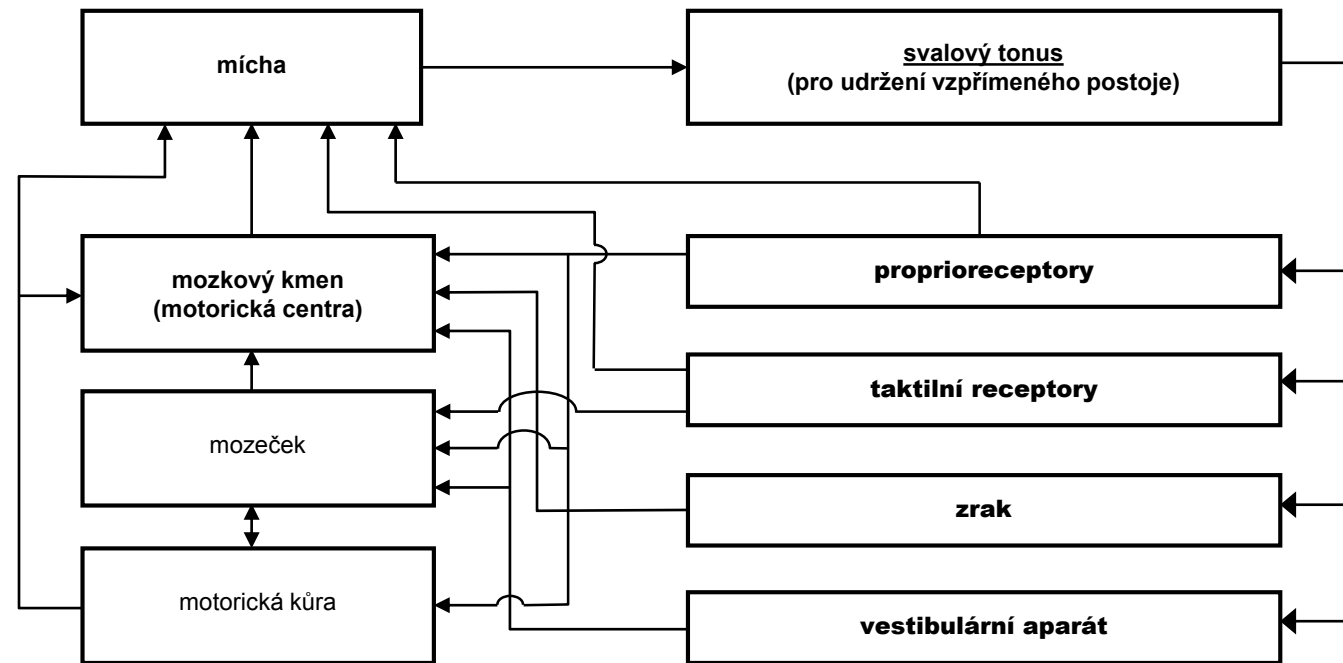 mícha
svalový tonus
(pro udržení vzpřímeného postoje)
mozkový kmen
(motorická centra)
proprioreceptory
taktilní receptory
mozeček
zrak
motorická kůra
vestibulární aparát